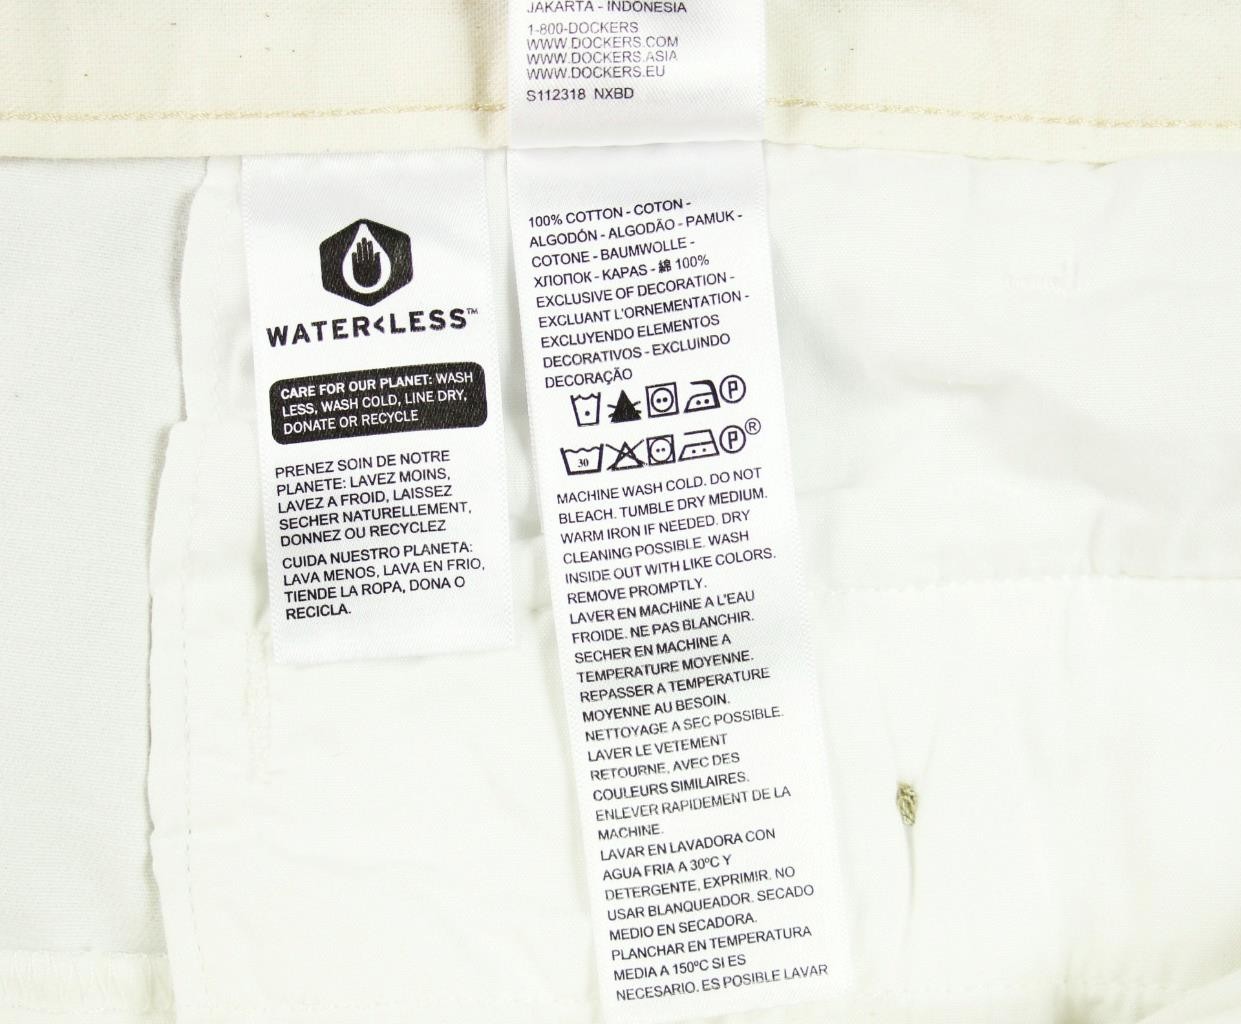 JAKARTA - INDONESIA
1-800-DOCKERS
WWW.DOCKERS.COM
WWW.DOCKERS.ASIA
WWW.DOCKERS.EU
S112318 NXBD
WATER<LESS™
CARE FOR OUR PLANET: WASH
LESS, WASH COLD, LINE DRY,
DONATE OR RECYCLE
PRENEZ SOIN DE NOTRE
PLANETE: LAVEZ MOINS,
LAVEZ A FROID, LAISSEZ
SECHER NATURELLEMENT,
DONNEZ OU RECYCLEZ
CUIDA NUESTRO PLANETA:
LAVA MENOS, LAVA EN FRIO,
TIENDE LA ROPA, DONA O
RECICLA.
100% COTTON - COTON -
ALGODÓN - ALGODÃO - PAMUK -
COTONE - BAUMWOLLE -
ХЛОПОК - KAPAS - 綿 100%
EXCLUSIVE OF DECORATION -
EXCLUANT L'ORNEMENTATION -
EXCLUYENDO ELEMENTOS
DECORATIVOS - EXCLUINDO
DECORAÇÃO
P
30 P ®
MACHINE WASH COLD. DO NOT
BLEACH. TUMBLE DRY MEDIUM.
WARM IRON IF NEEDED. DRY
CLEANING POSSIBLE. WASH
INSIDE OUT WITH LIKE COLORS.
REMOVE PROMPTLY.
LAVER EN MACHINE A L'EAU
FROIDE. NE PAS BLANCHIR.
SECHER EN MACHINE A
TEMPERATURE MOYENNE.
REPASSER A TEMPERATURE
MOYENNE AU BESOIN.
NETTOYAGE A SEC POSSIBLE.
LAVER LE VETEMENT
RETOURNE, AVEC DES
COULEURS SIMILAIRES.
ENLEVER RAPIDEMENT DE LA
MACHINE.
LAVAR EN LAVADORA CON
AGUA FRIA A 30ºC Y
DETERGENTE, EXPRIMIR. NO
USAR BLANQUEADOR. SECADO
MEDIO EN SECADORA.
PLANCHAR EN TEMPERATURA
MEDIA A 150ºC SI ES
NECESARIO. ES POSIBLE LAVAR